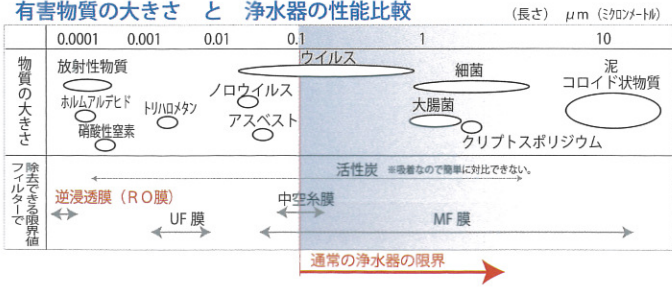 有害物質の大きさ と 浄水器の性能比較
(長さ) μm(ミクロンメートル)
0.0001 0.001 0.01 0.1 1 10
物質の大きさ
ウイルス
放射性物質
細菌
泥
コロイド状物質
ホルムアルデヒド
トリハロメタン
ノロウイルス
大腸菌
アスベスト
硝酸性窒素
クリプトスポリジウム
除去できる限界値
フィルターで
活性炭 ※吸着なので簡単に対比できない。
逆浸透膜(RO膜)
中空糸膜
UF膜
MF膜
通常の浄水器の限界